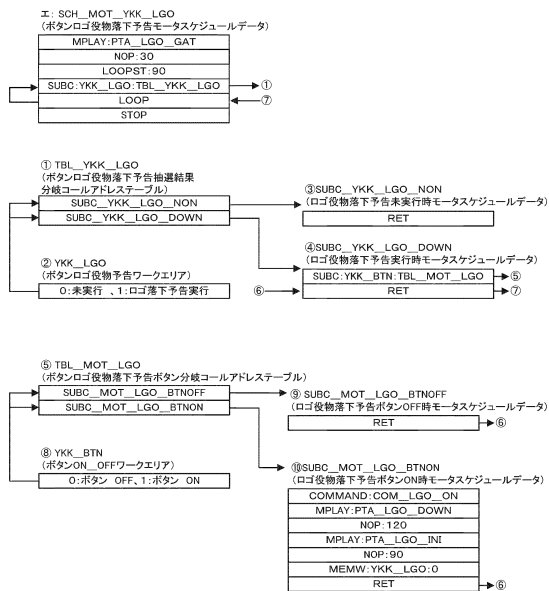 エ: SCH__MOT__YKK__LGO
(ボタンロゴ役物落下予告モータスケジュールデータ)
MPLAY:PTA__LGO__GAT
NOP:30
LOOPST:90
SUBC:YKK__LGO:TBL__YKK__LGO
①
LOOP
⑦
STOP
① TBL__YKK__LGO
(ボタンロゴ役物落下予告抽選結果
分岐コールアドレステーブル)
SUBC__YKK__LGO__NON
SUBC__YKK__LGO__DOWN
③SUBC__YKK__LGO__NON
(ロゴ役物落下予告未実行時モータスケジュールデータ)
RET
② YKK__LGO
(ボタンロゴ役物予告ワークエリア)
0:未実行 、1:ロゴ落下予告実行
④SUBC__YKK__LGO__DOWN
(ロゴ役物落下予告実行時モータスケジュールデータ)
SUBC:YKK__BTN:TBL__MOT__LGO
⑤
⑥
RET
⑦
⑤ TBL__MOT__LGO
(ボタンロゴ役物落下予告ボタン分岐コールアドレステーブル)
SUBC__MOT__LGO__BTNOFF
SUBC__MOT__LGO__BTNON
⑨ SUBC__MOT__LGO__BTNOFF
(ロゴ役物落下予告ボタンOFF時モータスケジュールデータ)
RET
⑥
⑧ YKK__BTN
(ボタンON__OFFワークエリア)
0:ボタン OFF、1:ボタン ON
⑩SUBC__MOT__LGO__BTNON
(ロゴ役物落下予告ボタンON時モータスケジュールデータ)
COMMAND:COM__LGO__ON
MPLAY:PTA__LGO__DOWN
NOP:120
MPLAY:PTA__LGO__INI
NOP:90
MEMW:YKK__LGO:0
RET
⑥